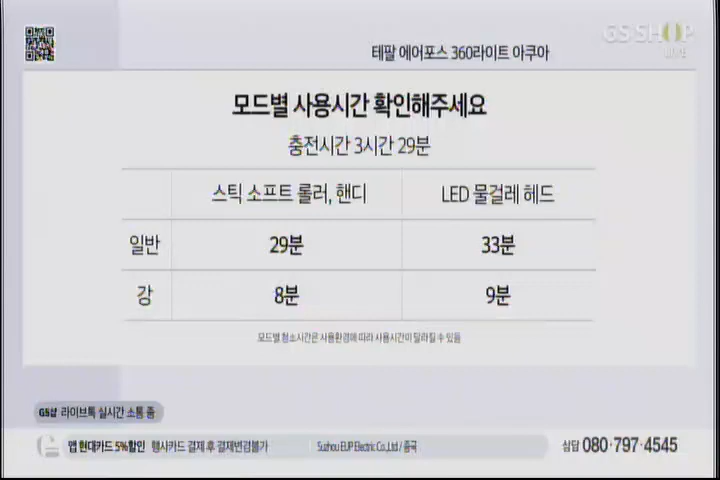 GS SHOP
LIVE
테팔 에어포스 360라이트 아쿠아
모드별 사용시간 확인해주세요
충전시간 3시간 29분
스틱 소프트 롤러, 핸디 LED 물걸레 헤드
일반 29분 33분
강 8분 9분
모드별 청소시간은 사용환경에 따라 사용시간이 달라질 수 있음
GS샵 라이브톡 실시간 소통 중
앱 현대카드 5%할인 행사카드 결제 후 결제변경불가 Suzhou EUP Electric Co.,Ltd / 중국 상담 080·797·4545